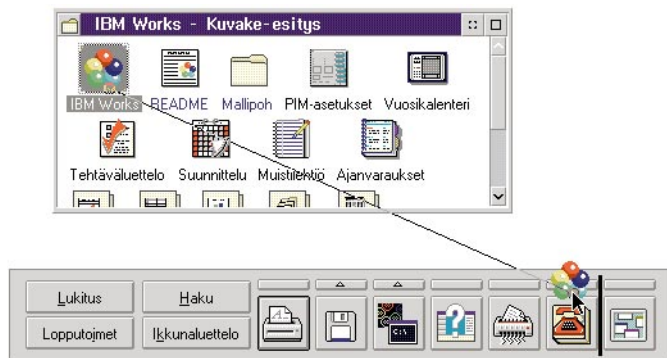 IBM Works - Kuvake-esitys
IBM Works README Mallipoh PIM-asetukset Vuosikalenteri
Tehtäväluettelo Suunnittelu Muistilehtiö Ajanvaraukset
Lukitus Haku
Lopputoimet Ikkunaluettelo
C:\